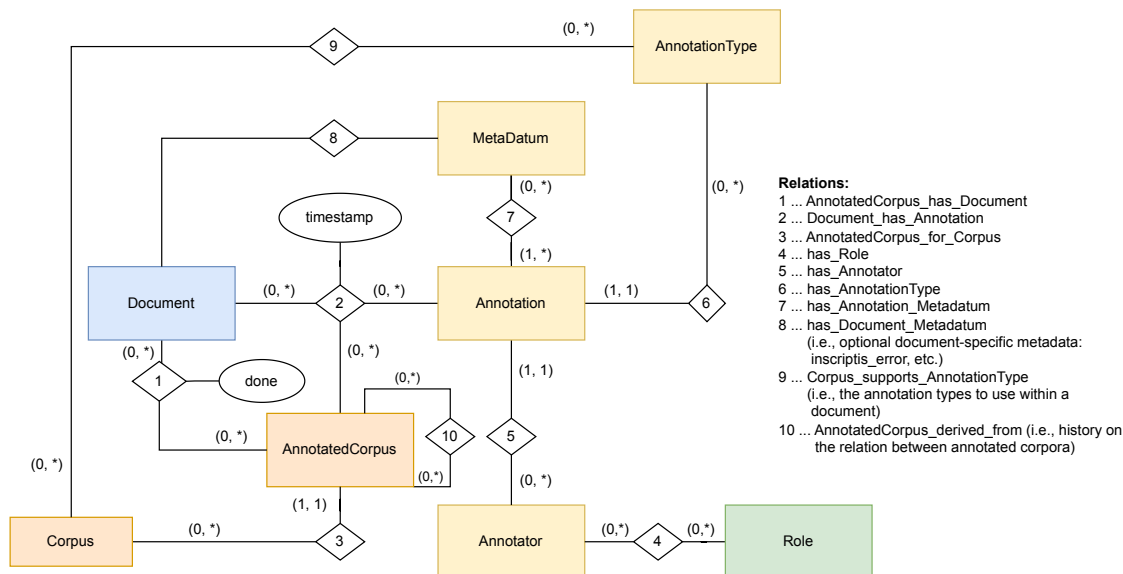 (0, *)
9
AnnotationType
8
MetaDatum
(0, *)
(0, *)
7
timestamp
(1, *)
Document
(0, *)
2
(0, *)
Annotation
(1, 1)
6
(0, *)
(0, *)
1
done
(1, 1)
(0,*)
(0, *)
AnnotatedCorpus
10
5
(0, *)
(0,*)
(1, 1)
(0, *)
Corpus
(0, *)
3
Annotator
(0,*)
4
(0,*)
Role
Relations:
1 ... AnnotatedCorpus_has_Document
2 ... Document_has_Annotation
3 ... AnnotatedCorpus_for_Corpus
4 ... has_Role
5 ... has_Annotator
6 ... has_AnnotationType
7 ... has_Annotation_Metadatum
8 ... has_Document_Metadatum
(i.e., optional document-specific metadata:
inscriptis_error, etc.)
9 ... Corpus_supports_AnnotationType
(i.e., the annotation types to use within a
document)
10 ... AnnotatedCorpus_derived_from (i.e., history on
the relation between annotated corpora)